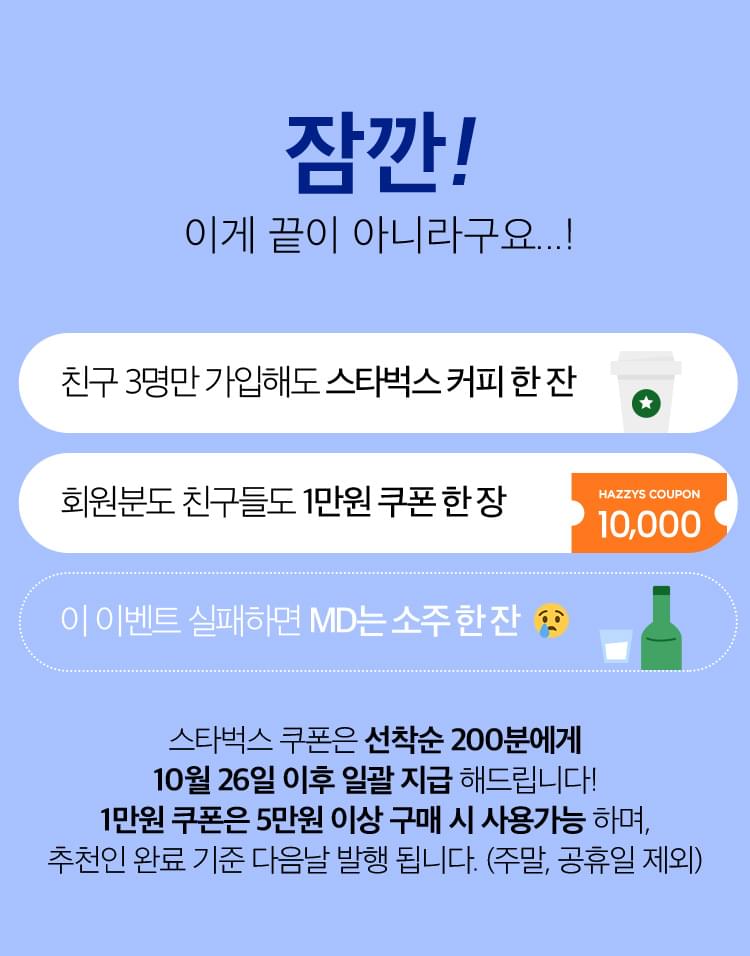 잠깐!
이게 끝이 아니라구요...!
친구 3명만 가입해도 스타벅스 커피 한 잔
회원분도 친구들도 1만원 쿠폰 한 장
HAZZYS COUPON
10,000
이 이벤트 실패하면 MD는 소주 한 잔 😢
스타벅스 쿠폰은 선착순 200분에게
10월 26일 이후 일괄 지급 해드립니다!
1만원 쿠폰은 5만원 이상 구매 시 사용가능 하며,
추천인 완료 기준 다음날 발행 됩니다. (주말, 공휴일 제외)